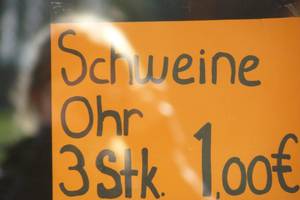 Schweine
Ohr
3 Stk. 1,00€